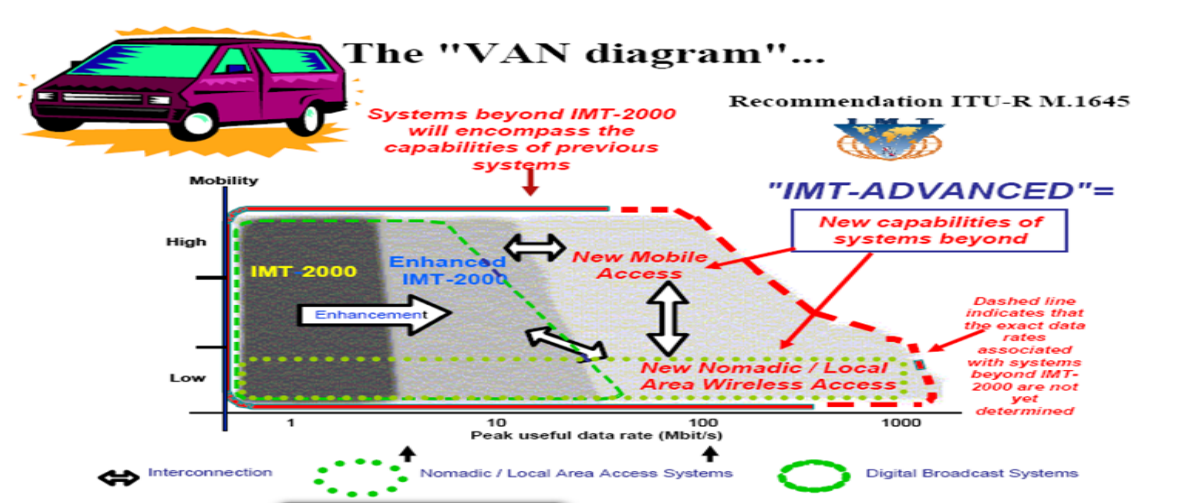 The "VAN diagram"...
Recommendation ITU-R M.1645
I M T
Systems beyond IMT-2000
will encompass the
capabilities of previous
systems
Mobility
"IMT-ADVANCED"=
New capabilities of
systems beyond
High
IMT-2000
Enhanced
IMT-2000
New Mobile
Access
Enhancement
Dashed line
indicates that
the exact data
rates
associated
with systems
beyond IMT-
2000 are not
yet
determined
Low
New Nomadic / Local
Area Wireless Access
1
10
100
1000
Peak useful data rate (Mbit/s)
Interconnection
Nomadic / Local Area Access Systems
Digital Broadcast Systems